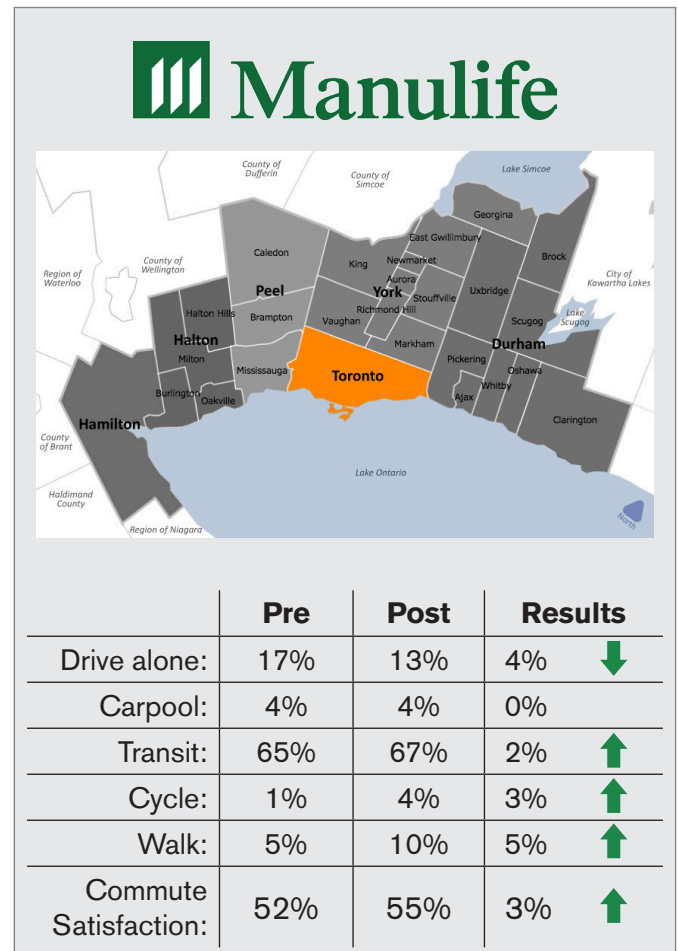 Manulife
County of
Dufferin
County of
Simcoe
Lake Simcoe
Georgina
East Gwillimbury
Caledon
King
Newmarket
Brock
County of
Wellington
Region of
Waterloo
Aurora
City of
Kawartha Lakes
Peel
York
Stouffville
Uxbridge
Richmond Hill
Halton Hills
Brampton
Vaughan
Scugog
Lake
Scugog
Halton
Markham
Durham
Milton
Pickering
Mississauga
Toronto
Oshawa
Whitby
Burlington
Oakville
Ajax
Hamilton
Clarington
County
of Brant
Lake Ontario
Haldimand
County
Region of Niagara
North
Pre Post Results
Drive alone: 17% 13% 4%
Carpool: 4% 4% 0%
Transit: 65% 67% 2%
Cycle: 1% 4% 3%
Walk: 5% 10% 5%
Commute
Satisfaction: 52% 55% 3%